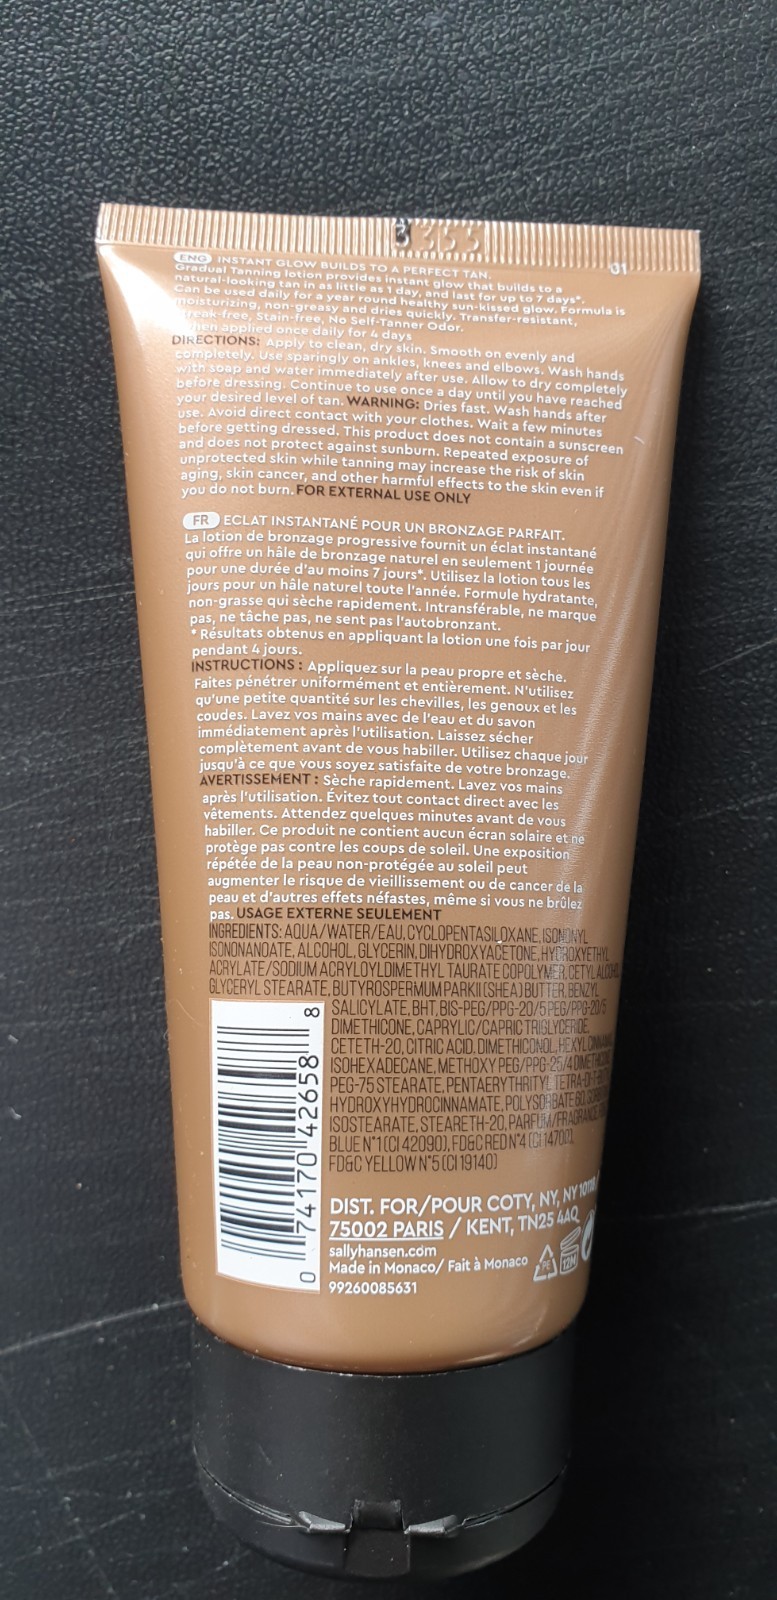 3355
01
ENG INSTANT GLOW BUILDS TO A PERFECT TAN.
Gradual Tanning lotion provides instant glow that builds to a
natural-looking tan in as little as 1 day, and last for up to 7 days*.
Can be used daily for a year round healthy sun-kissed glow. Formula is
moisturizing, non-greasy and dries quickly. Transfer-resistant,
Streak-free, Stain-free, No Self-Tanner Odor.
when applied once daily for 4 days
DIRECTIONS: Apply to clean, dry skin. Smooth on evenly and
completely. Use sparingly on ankles, knees and elbows. Wash hands
with soap and water immediately after use. Allow to dry completely
before dressing. Continue to use once a day until you have reached
your desired level of tan. WARNING: Dries fast. Wash hands after
use. Avoid direct contact with your clothes. Wait a few minutes
before getting dressed. This product does not contain a sunscreen
and does not protect against sunburn. Repeated exposure of
unprotected skin while tanning may increase the risk of skin
aging, skin cancer, and other harmful effects to the skin even if
you do not burn. FOR EXTERNAL USE ONLY
FR ECLAT INSTANTANÉ POUR UN BRONZAGE PARFAIT.
La lotion de bronzage progressive fournit un éclat instantané
qui offre un hâle de bronzage naturel en seulement 1 journée
pour une durée d'au moins 7 jours*. Utilisez la lotion tous les
jours pour un hâle naturel toute l'année. Formule hydratante,
non-grasse qui sèche rapidement. Intransférable, ne marque
pas, ne tâche pas, ne sent pas l'autobronzant.
* Résultats obtenus en appliquant la lotion une fois par jour
pendant 4 jours.
INSTRUCTIONS : Appliquez sur la peau propre et sèche.
Faites pénétrer uniformément et entièrement. N'utilisez
qu'une petite quantité sur les chevilles, les genoux et les
coudes. Lavez vos mains avec de l'eau et du savon
immédiatement après l'utilisation. Laissez sécher
complètement avant de vous habiller. Utilisez chaque jour
jusqu'à ce que vous soyez satisfaite de votre bronzage.
AVERTISSEMENT : Sèche rapidement. Lavez vos mains
après l'utilisation. Évitez tout contact direct avec les
vêtements. Attendez quelques minutes avant de vous
habiller. Ce produit ne contient aucun écran solaire et ne
protège pas contre les coups de soleil. Une exposition
répétée de la peau non-protégée au soleil peut
augmenter le risque de vieillissement ou de cancer de la
peau et d'autres effets néfastes, même si vous ne brûlez
pas. USAGE EXTERNE SEULEMENT
INGREDIENTS: AQUA/WATER/EAU, CYCLOPENTASILOXANE, ISONONYL
ISONONANOATE, ALCOHOL, GLYCERIN, DIHYDROXYACETONE, HYDROXYETHYL
ACRYLATE/SODIUM ACRYLOYLDIMETHYL TAURATE COPOLYMER, CETYL ALCOHOL,
GLYCERYL STEARATE, BUTYROSPERMUM PARKII (SHEA) BUTTER, BENZYL
SALICYLATE, BHT, BIS-PEG/PPG-20/5 PEG/PPG-20/5
DIMETHICONE, CAPRYLIC/CAPRIC TRIGLYCERIDE,
CETETH-20, CITRIC ACID, DIMETHICONOL, HEXYL
ISOHEXADECANE, METHOXY PEG/PPG-25/4
PEG-75 STEARATE, PENTAERYTHRITYL TETRA-DI-T-
HYDROXYHYDROCINNAMATE, POLYSORBATE 60,
ISOSTEARATE, STEARETH-20, PARFUM/FRAGRANCE,
BLUE N°1 (CI 42090), FD&C RED N°4 (CI 14700),
FD&C YELLOW N°5 (CI 19140)
0 74170 42658 8
DIST. FOR/POUR COTY, NY, NY 10118 /
75002 PARIS / KENT, TN25 4AQ
sallyhansen.com
Made in Monaco/ Fait à Monaco
99260085631
PE
12M